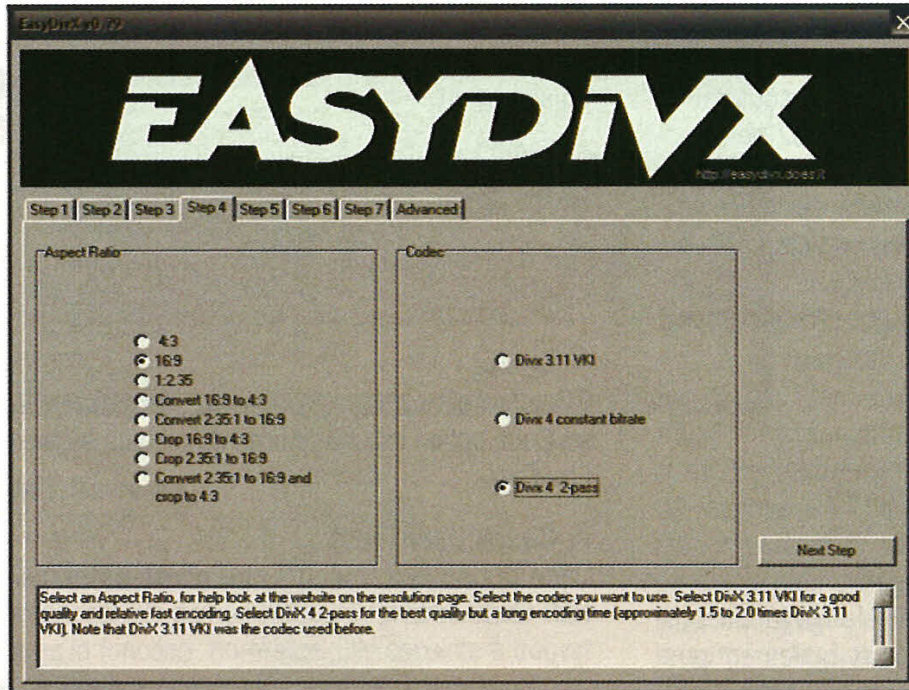 EasyDivX v0.79
EASYDIVX
http://easydivx.does.it
Step 1 Step 2 Step 3 Step 4 Step 5 Step 6 Step 7 Advanced
Aspect Ratio
4:3
16:9
1:2.35
Convert 16:9 to 4:3
Convert 2:35:1 to 16:9
Crop 16:9 to 4:3
Crop 2.35:1 to 16:9
Convert 2.35:1 to 16:9 and
crop to 4:3
Codec
Divx 3.11 VKI
Divx 4 constant bitrate
Divx 4 2-pass
Next Step
Select an Aspect Ratio, for help look at the website on the resolution page. Select the codec you want to use. Select DivX 3.11 VKI for a good
quality and relative fast encoding. Select DivX 4 2-pass for the best quality but a long encoding time (approximately 1.5 to 2.0 times DivX 3.11
VKI). Note that DivX 3.11 VKI was the codec used before.